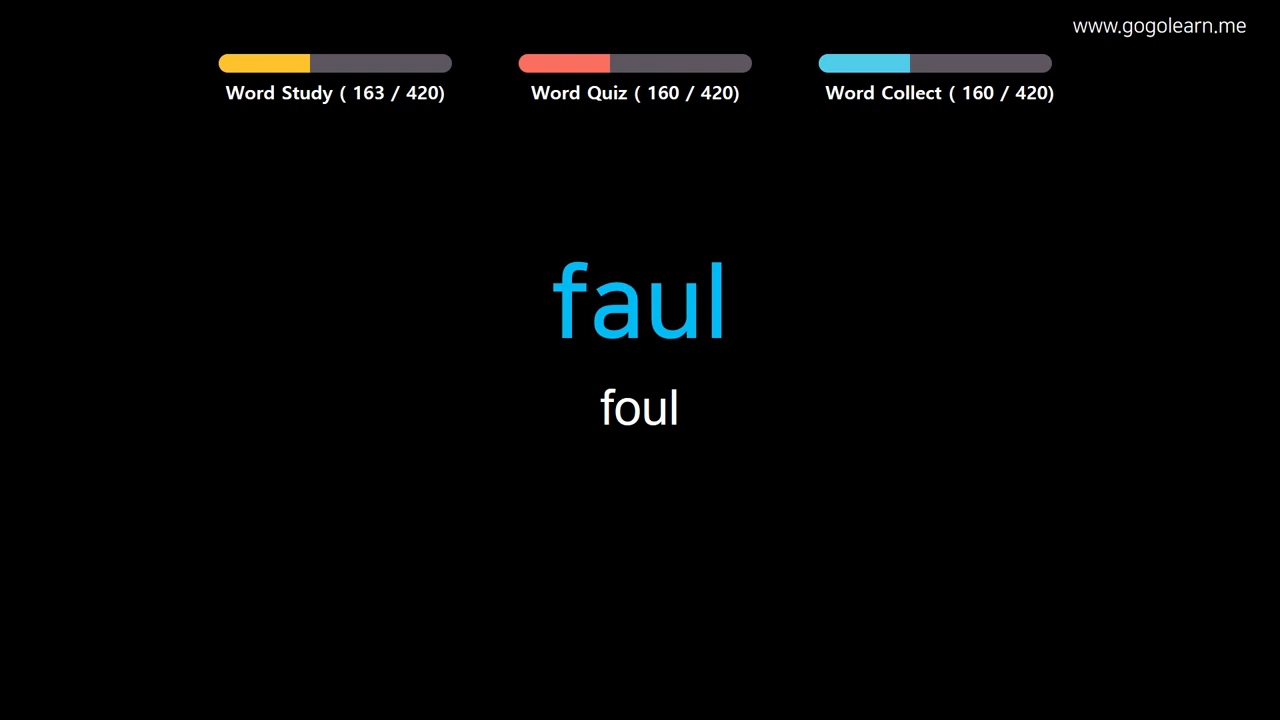 www.gogolearn.me
Word Study ( 163 / 420)
Word Quiz ( 160 / 420)
Word Collect ( 160 / 420)
faul
foul